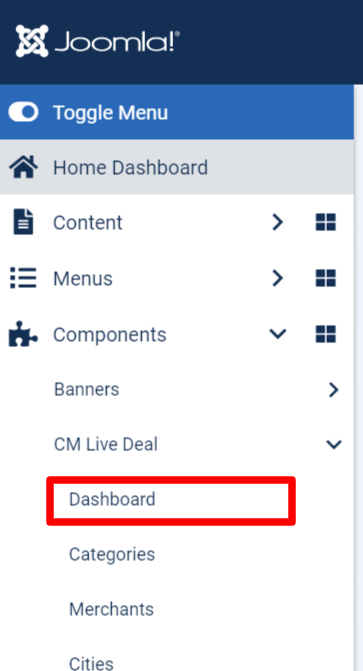 Joomla!®
Toggle Menu
Home Dashboard
Content
Menus
Components
Banners
CM Live Deal
Dashboard
Categories
Merchants
Cities